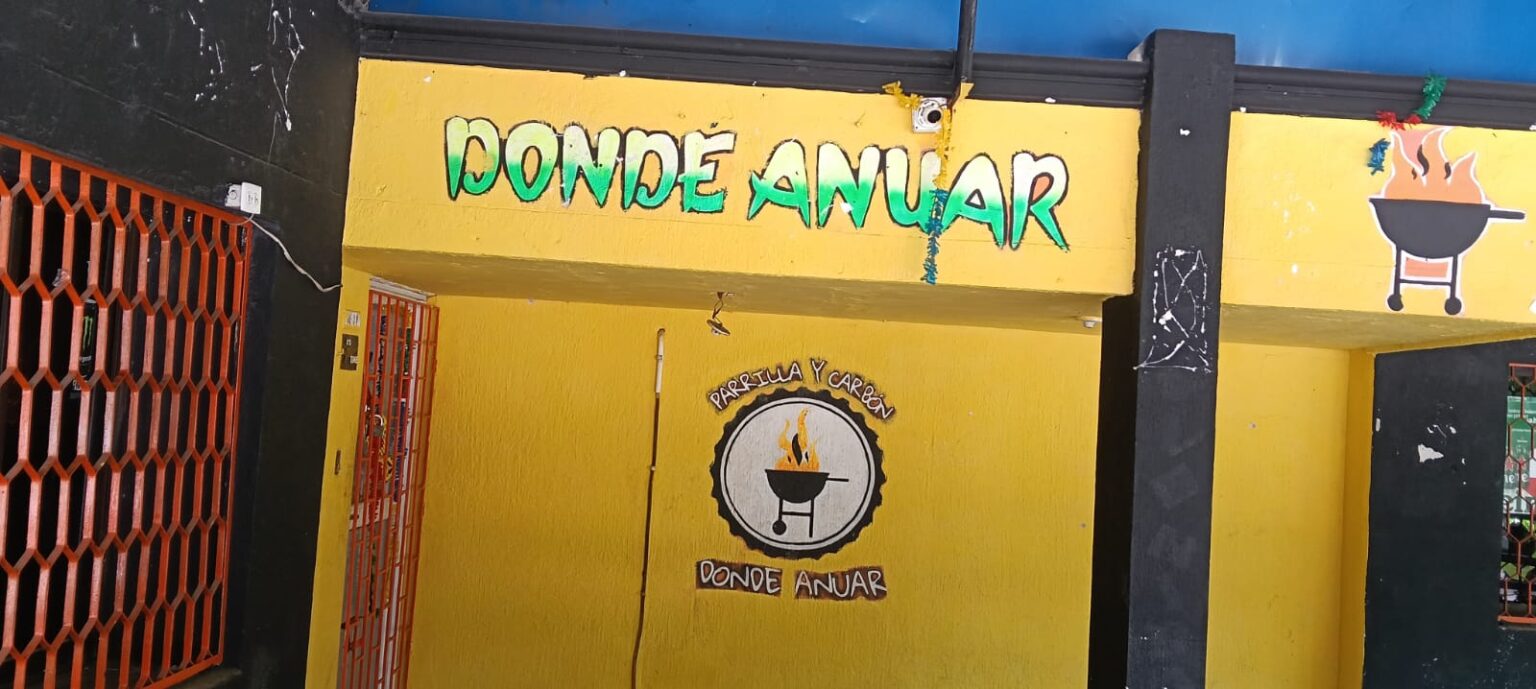 DONDE ANUAR
PARRILLA Y CARBÓN
DONDE ANUAR